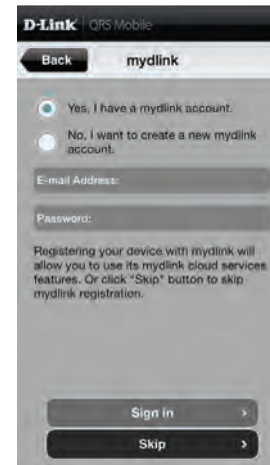 D-Link QRS Mobile
Back mydlink
Yes, I have a mydlink account.
No, I want to create a new mydlink
account.
E-mail Address:
Password:
Registering your device with mydlink will
allow you to use its mydlink cloud services
features. Or click "Skip" button to skip
mydlink registration.
Sign in
Skip